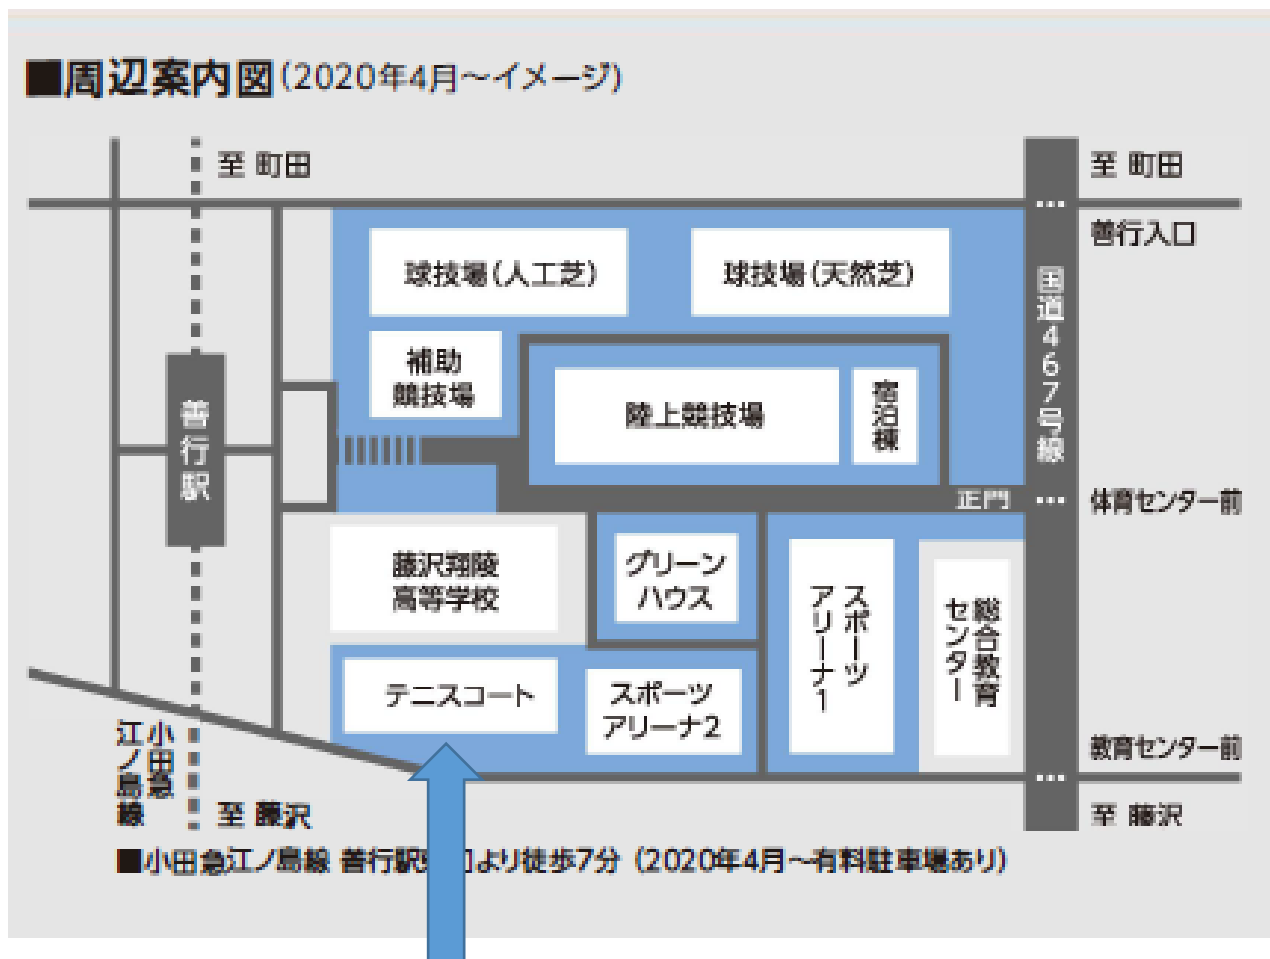 ■周辺案内図(2020年4月～イメージ)
至 町田
至 町田
善行入口
球技場(人工芝)
球技場(天然芝)
国道467号線
補助
競技場
陸上競技場
宿泊棟
善行駅
正門
体育センター前
藤沢翔陵
高等学校
グリーン
ハウス
スポーツ
アリーナ1
総合教育
センター
テニスコート
スポーツ
アリーナ2
小田急
江ノ島線
教育センター前
至 藤沢
至 藤沢
■小田急江ノ島線 善行駅 より徒歩7分 (2020年4月～有料駐車場あり)